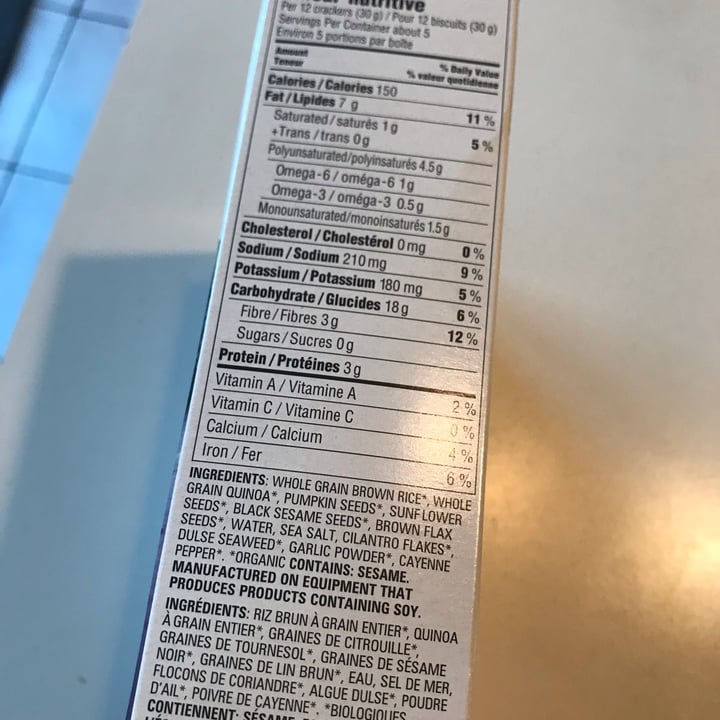 nutritive
Per 12 crackers (30 g) / Pour 12 biscuits (30 g)
Servings Per Container about 5
Environ 5 portions par boîte
Amount % Daily Value
Teneur % valeur quotidienne
Calories / Calories 150
Fat / Lipides 7 g 11 %
Saturated / saturés 1 g 5 %
+Trans / trans 0 g
Polyunsaturated/polyinsaturés 4.5 g
Omega-6 / oméga-6 1 g
Omega-3 / oméga-3 0.5 g
Monounsaturated/monoinsaturés 1.5 g
Cholesterol / Cholestérol 0 mg 0 %
Sodium / Sodium 210 mg 9 %
Potassium / Potassium 180 mg 5 %
Carbohydrate / Glucides 18 g 6 %
Fibre / Fibres 3 g 12 %
Sugars / Sucres 0 g
Protein / Protéines 3 g
Vitamin A / Vitamine A 2 %
Vitamin C / Vitamine C 0 %
Calcium / Calcium 4 %
Iron / Fer 6 %
INGREDIENTS: WHOLE GRAIN BROWN RICE*, WHOLE
GRAIN QUINOA*, PUMPKIN SEEDS*, SUNFLOWER
SEEDS*, BLACK SESAME SEEDS*, BROWN FLAX
SEEDS*, WATER, SEA SALT, CILANTRO FLAKES*,
DULSE SEAWEED*, GARLIC POWDER*, CAYENNE
PEPPER*. *ORGANIC CONTAINS: SESAME.
MANUFACTURED ON EQUIPMENT THAT
PRODUCES PRODUCTS CONTAINING SOY.
INGRÉDIENTS: RIZ BRUN À GRAIN ENTIER*, QUINOA
À GRAIN ENTIER*, GRAINES DE CITROUILLE*,
GRAINES DE TOURNESOL*, GRAINES DE SÉSAME
NOIR*, GRAINES DE LIN BRUN*, EAU, SEL DE MER,
FLOCONS DE CORIANDRE*, ALGUE DULSE*, POUDRE
D'AIL*, POIVRE DE CAYENNE*. *BIOLOGIQUES
CONTIENNENT: SÉSAME